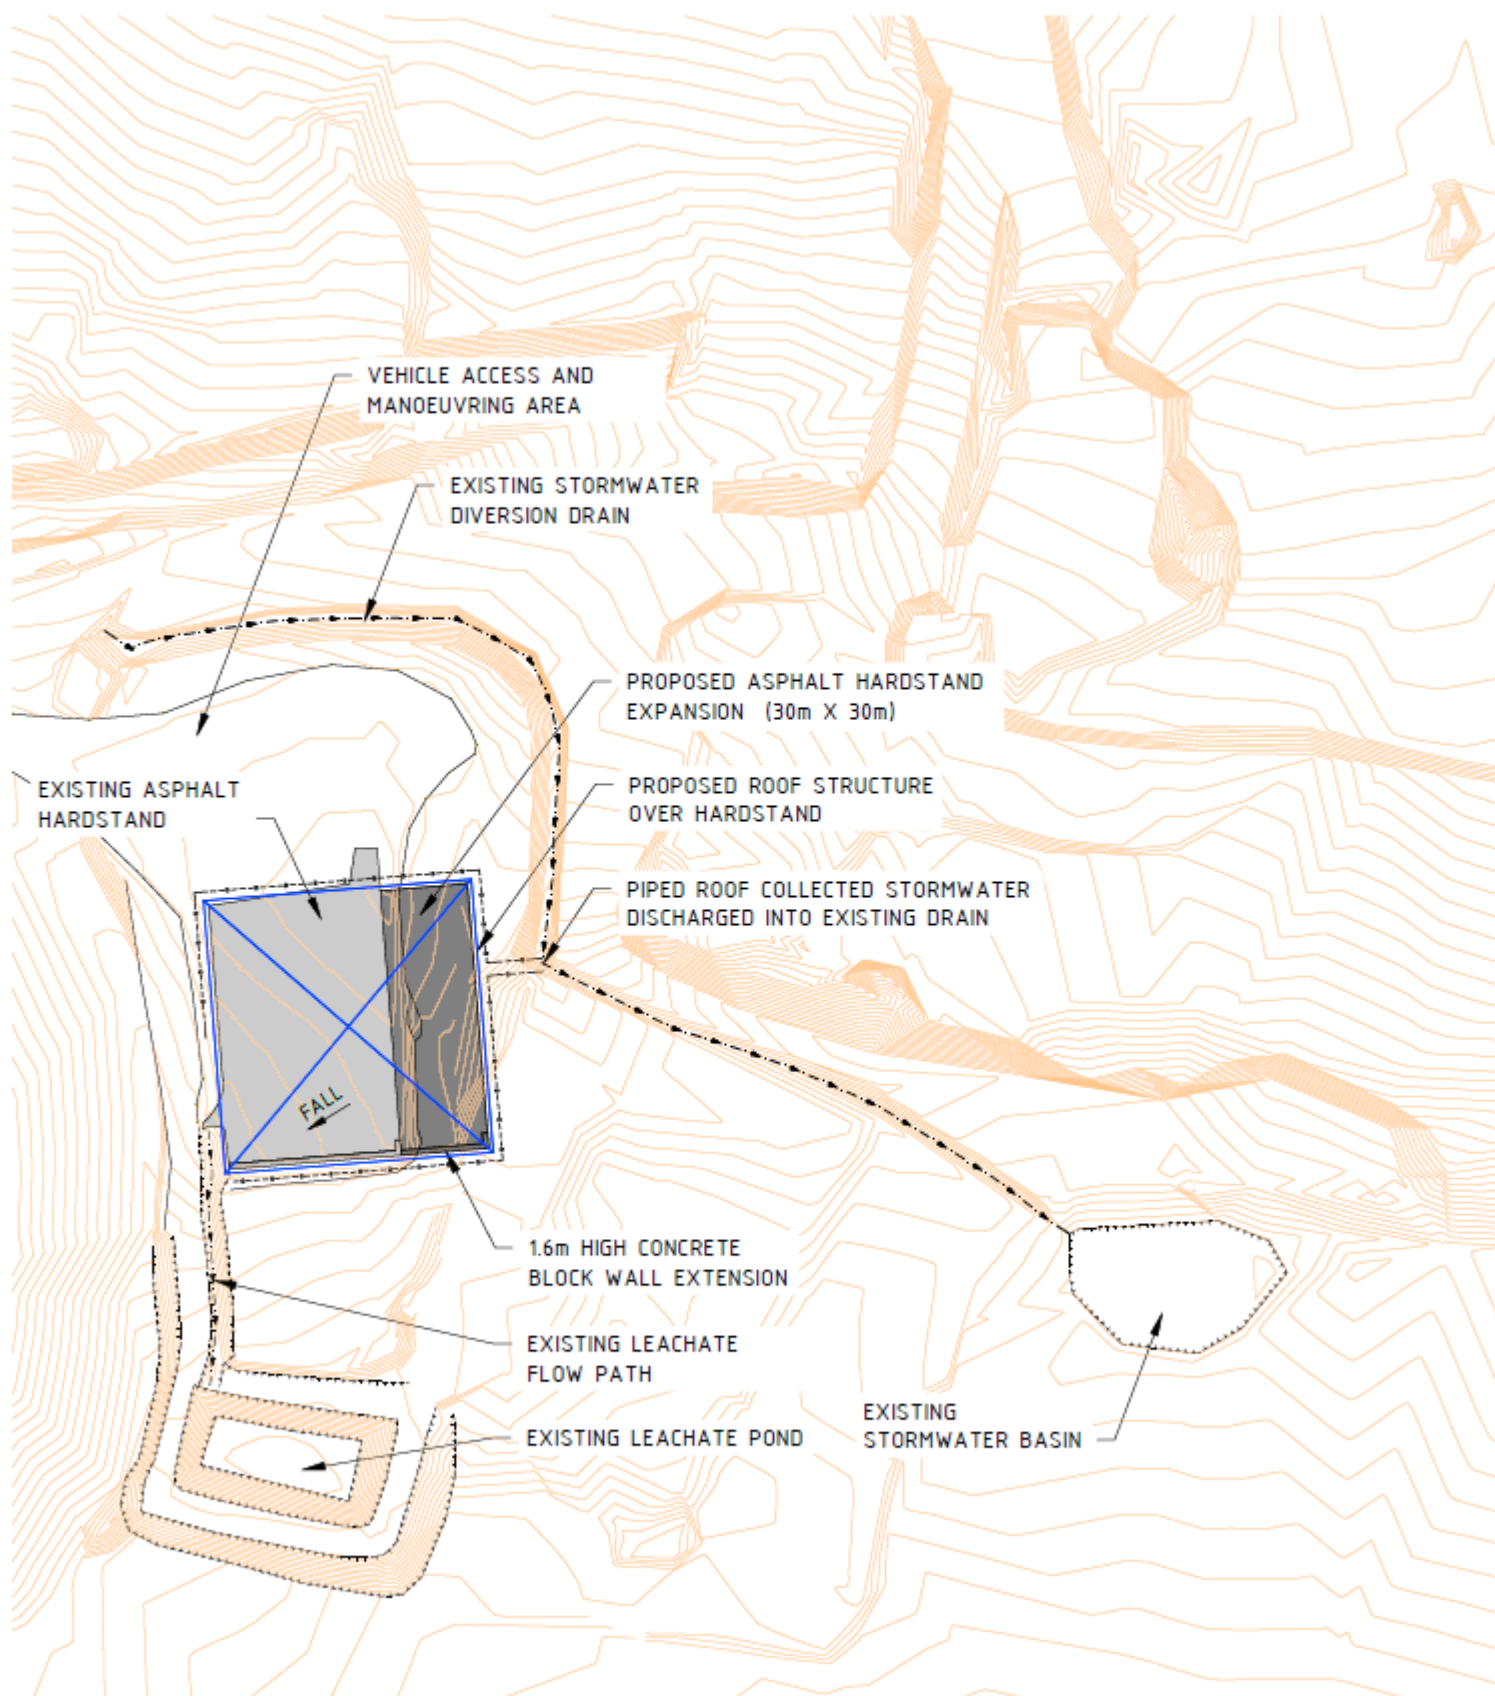 VEHICLE ACCESS AND
MANOEUVRING AREA
EXISTING STORMWATER
DIVERSION DRAIN
PROPOSED ASPHALT HARDSTAND
EXPANSION (30m X 30m)
EXISTING ASPHALT
HARDSTAND
PROPOSED ROOF STRUCTURE
OVER HARDSTAND
PIPED ROOF COLLECTED STORMWATER
DISCHARGED INTO EXISTING DRAIN
FALL
1.6m HIGH CONCRETE
BLOCK WALL EXTENSION
EXISTING LEACHATE
FLOW PATH
EXISTING LEACHATE POND
EXISTING
STORMWATER BASIN